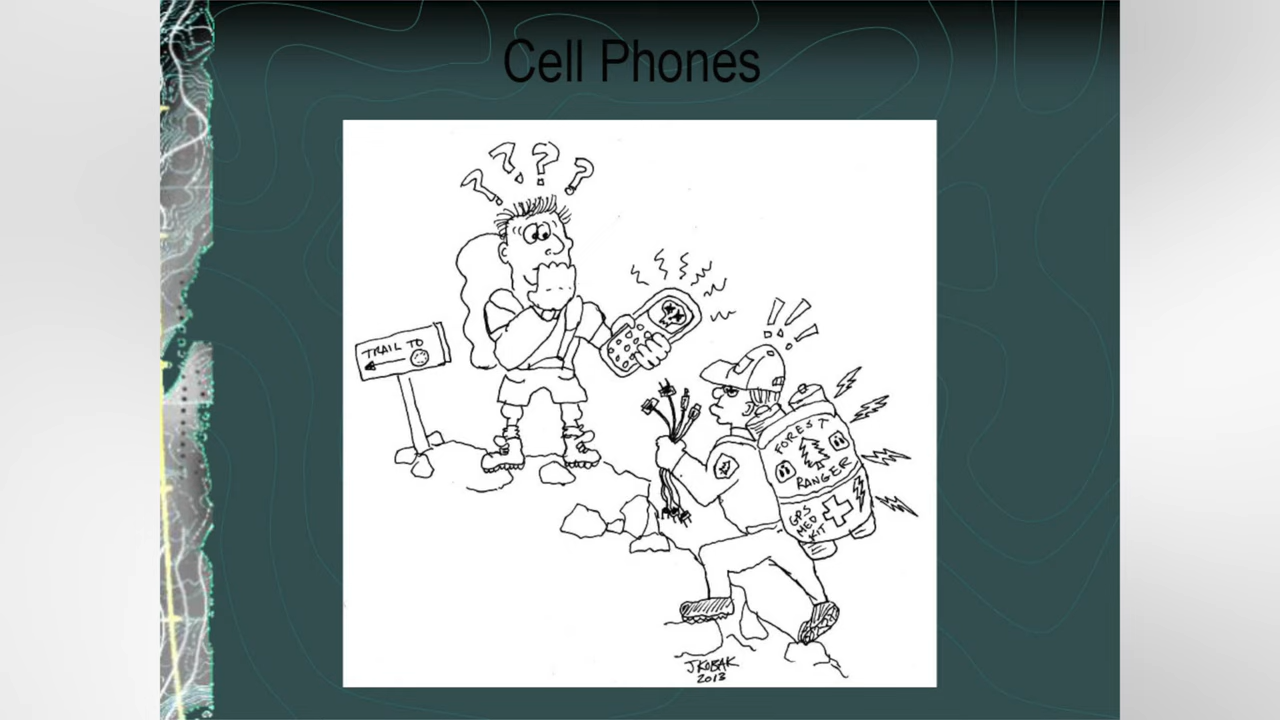 Cell Phones
? ? ? ?
TRAIL TO
FOREST
RANGER
GPS
MED
KIT
JKOBAK
2013